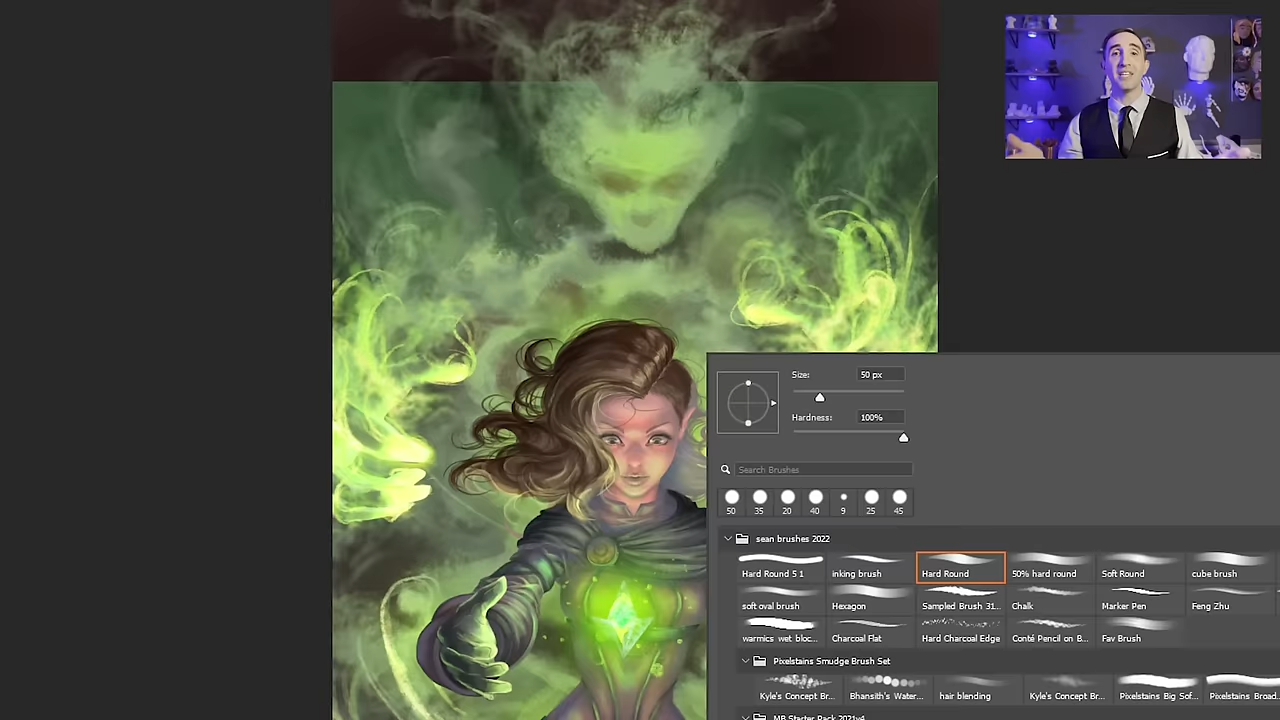 Size: 50 px
Hardness: 100%
Search Brushes
50 35 20 40 9 25 45
sean brushes 2022
Hard Round 5 1 inking brush Hard Round 50% hard round Soft Round cube brush
soft oval brush Hexagon Sampled Brush 31... Chalk Marker Pen Feng Zhu
warmics wet bloc... Charcoal Flat Hard Charcoal Edge Conté Pencil on B... Fav Brush
Pixelstains Smudge Brush Set
Kyle's Concept Br... Bhansith's Water... hair blending Kyle's Concept Br... Pixelstains Big Sof... Pixelstains Broad
MB Starter Pack 2021v4